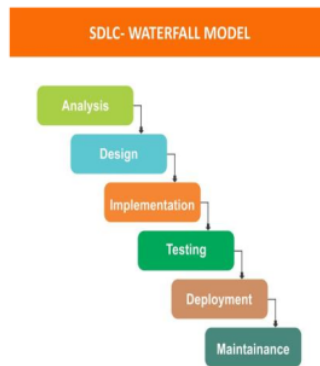 SDLC- WATERFALL MODEL
Analysis
Design
Implementation
Testing
Deployment
Maintainance